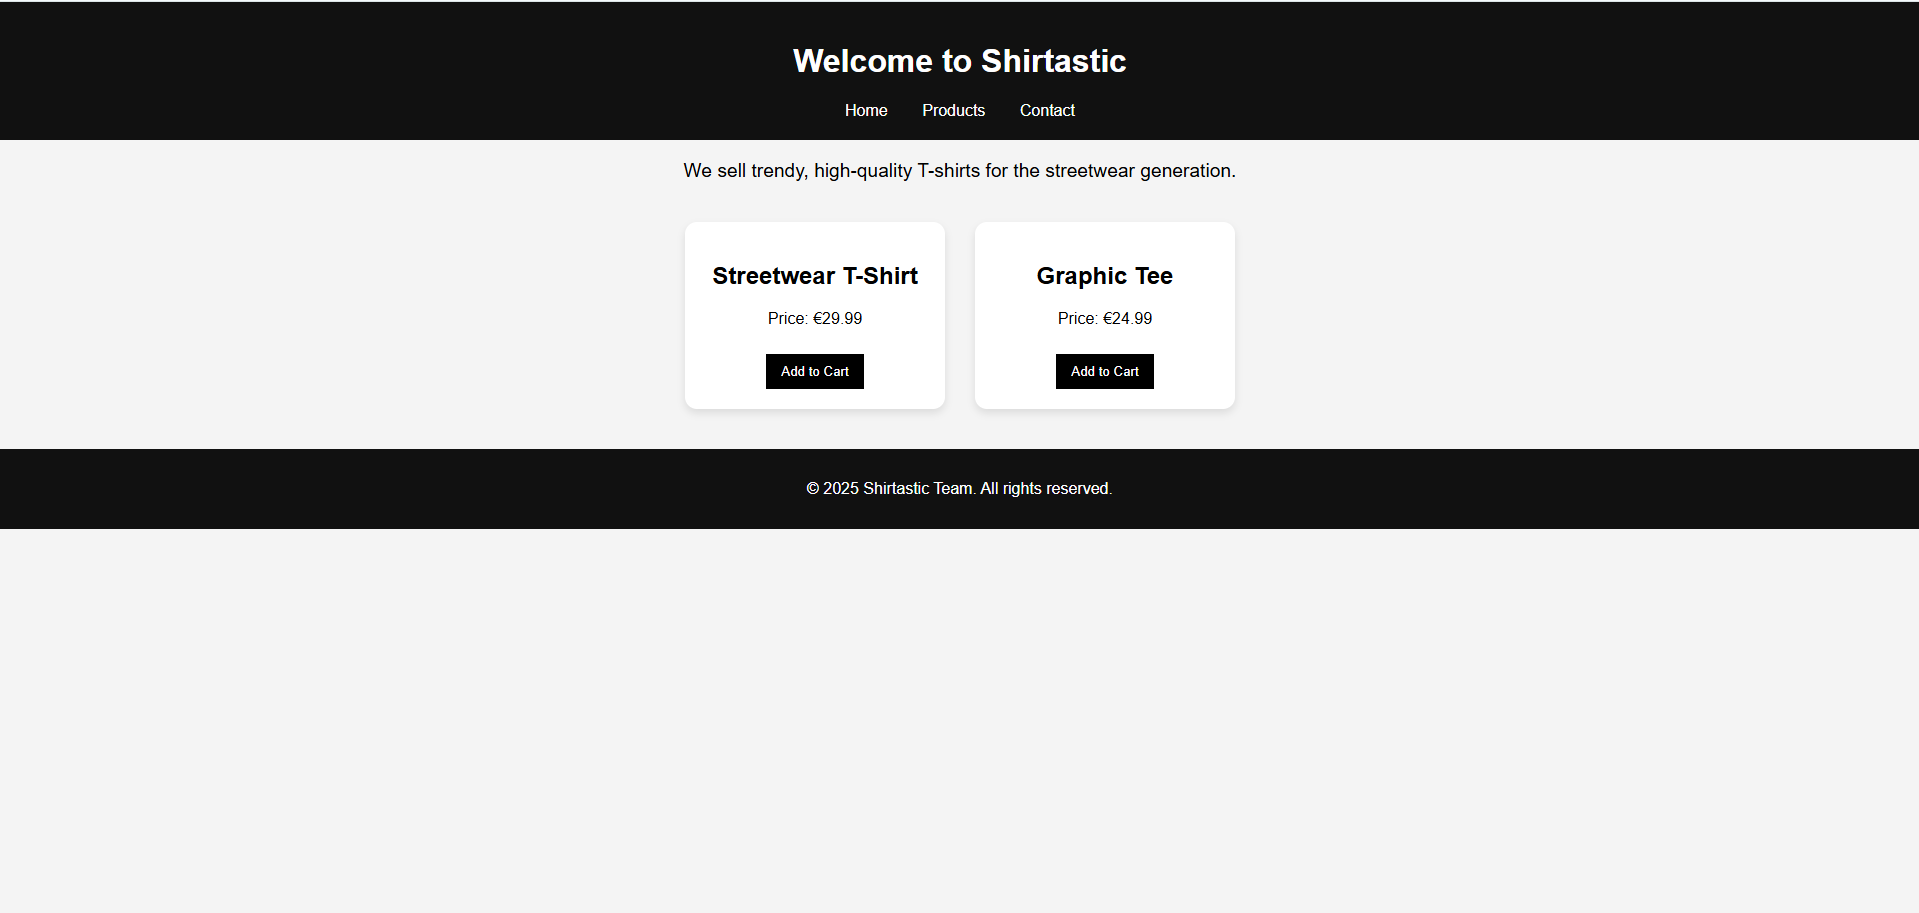 Welcome to Shirtastic
Home Products Contact
We sell trendy, high-quality T-shirts for the streetwear generation.
Streetwear T-Shirt
Price: €29.99
Add to Cart
Graphic Tee
Price: €24.99
Add to Cart
© 2025 Shirtastic Team. All rights reserved.